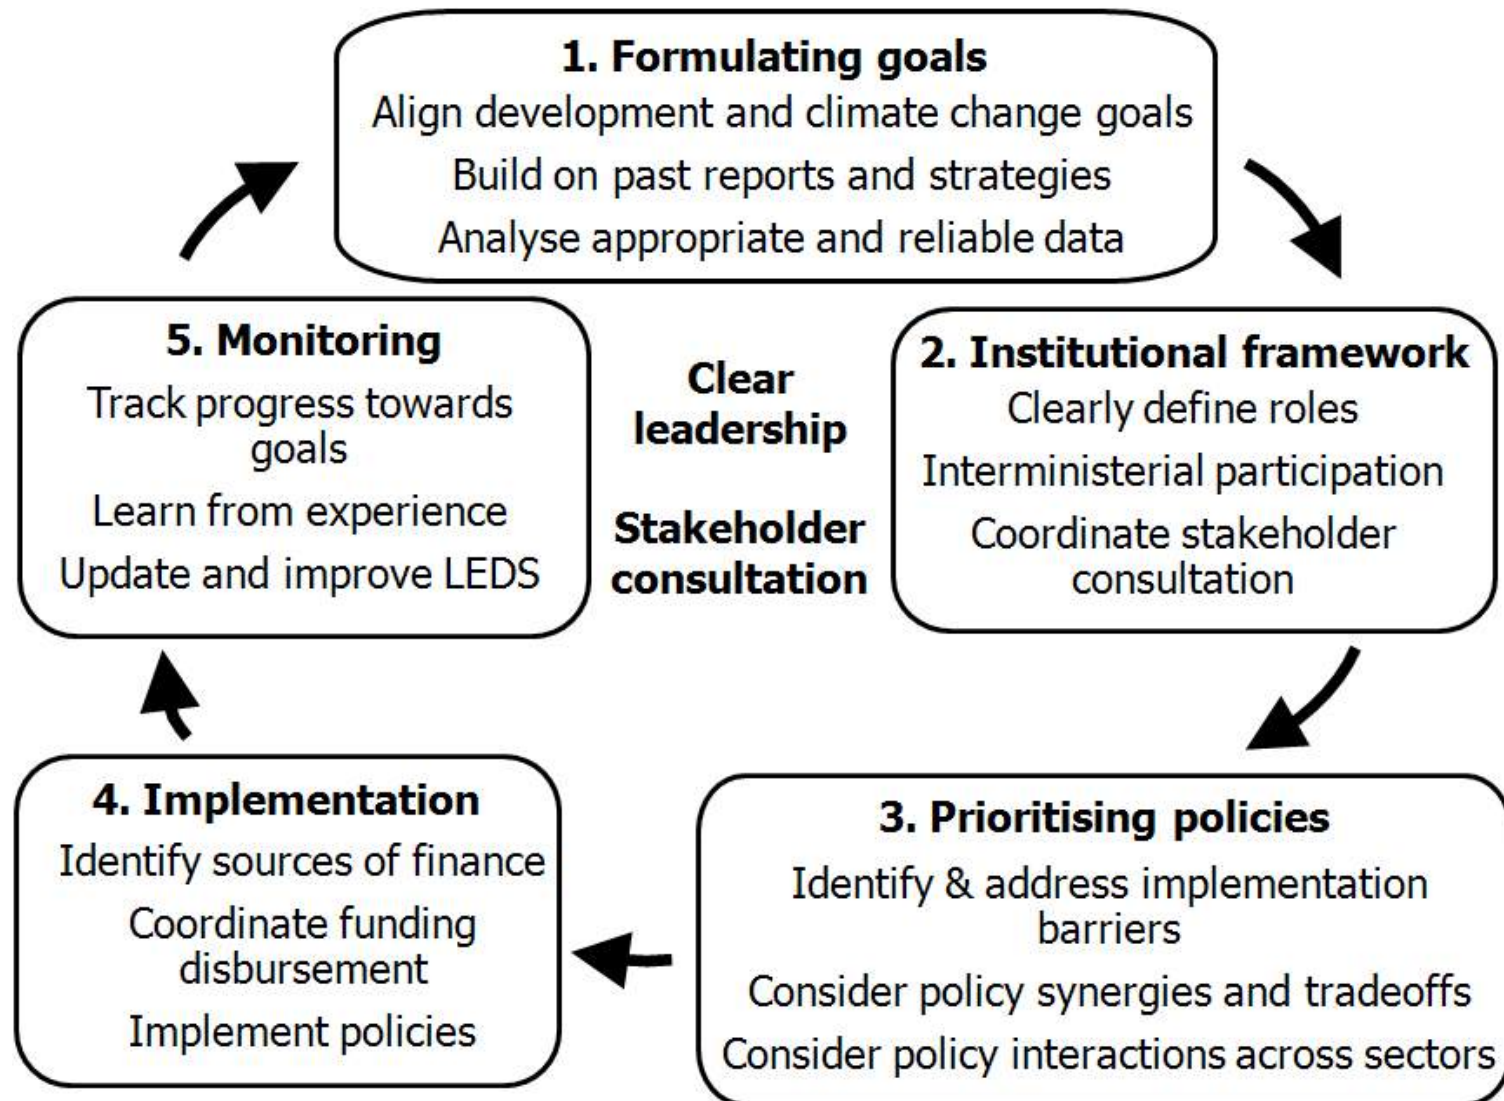 1. Formulating goals
Align development and climate change goals
Build on past reports and strategies
Analyse appropriate and reliable data
2. Institutional framework
Clearly define roles
Interministerial participation
Coordinate stakeholder
consultation
3. Prioritising policies
Identify & address implementation
barriers
Consider policy synergies and tradeoffs
Consider policy interactions across sectors
4. Implementation
Identify sources of finance
Coordinate funding
disbursement
Implement policies
5. Monitoring
Track progress towards
goals
Learn from experience
Update and improve LEDS
Clear
leadership
Stakeholder
consultation